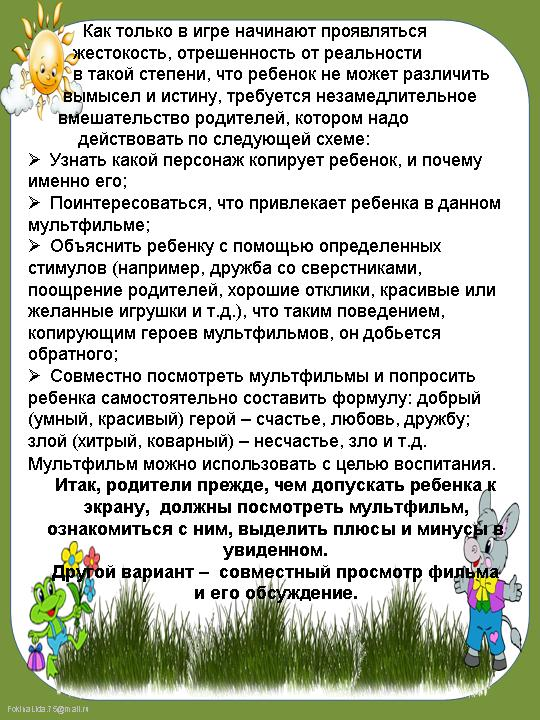 Как только в игре начинают проявляться
жестокость, отрешенность от реальности
в такой степени, что ребенок не может различить
вымысел и истину, требуется незамедлительное
вмешательство родителей, котором надо
действовать по следующей схеме:
➢ Узнать какой персонаж копирует ребенок, и почему
именно его;
➢ Поинтересоваться, что привлекает ребенка в данном
мультфильме;
➢ Объяснить ребенку с помощью определенных
стимулов (например, дружба со сверстниками,
поощрение родителей, хорошие отклики, красивые или
желанные игрушки и т.д.), что таким поведением,
копирующим героев мультфильмов, он добьется
обратного;
➢ Совместно посмотреть мультфильмы и попросить
ребенка самостоятельно составить формулу: добрый
(умный, красивый) герой – счастье, любовь, дружбу;
злой (хитрый, коварный) – несчастье, зло и т.д.
Мультфильм можно использовать с целью воспитания.
Итак, родители прежде, чем допускать ребенка к
экрану, должны посмотреть мультфильм,
ознакомиться с ним, выделить плюсы и минусы в
увиденном.
Другой вариант – совместный просмотр фильма
и его обсуждение.
FokinaLida.75@mail.ru